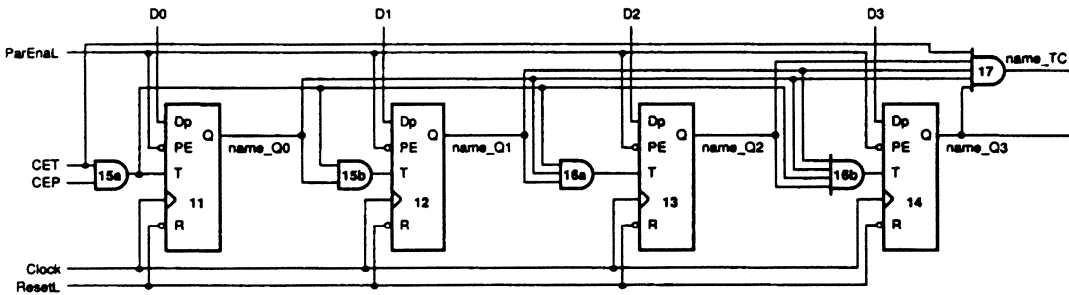 D0 D1 D2 D3
ParEnaL
name_TC
17
Dp Q Dp Q Dp Q Dp Q
PE name_Q0 PE name_Q1 PE name_Q2 PE name_Q3
CET
CEP
15a T 15b T 16a T 16b T
11 12 13 14
R R R R
Clock
ResetL